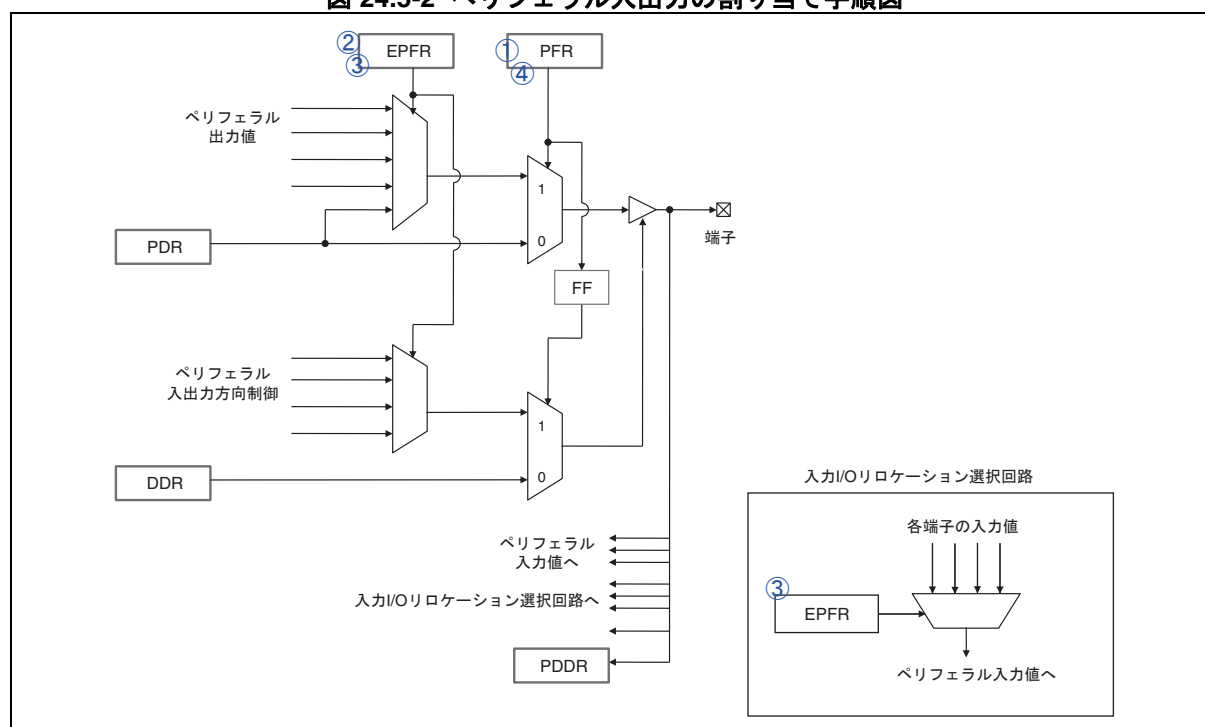 図 24.5-2 ペリフェラル入出力の割り当て手順図
② EPFR
③
① PFR
④
ペリフェラル
出力値
1
0
PDR
端子
FF
ペリフェラル
入出力方向制御
1
0
DDR
入力I/Oリロケーション選択回路
各端子の入力値
ペリフェラル
入力値へ
入力I/Oリロケーション選択回路へ
③
EPFR
PDDR
ペリフェラル入力値へ